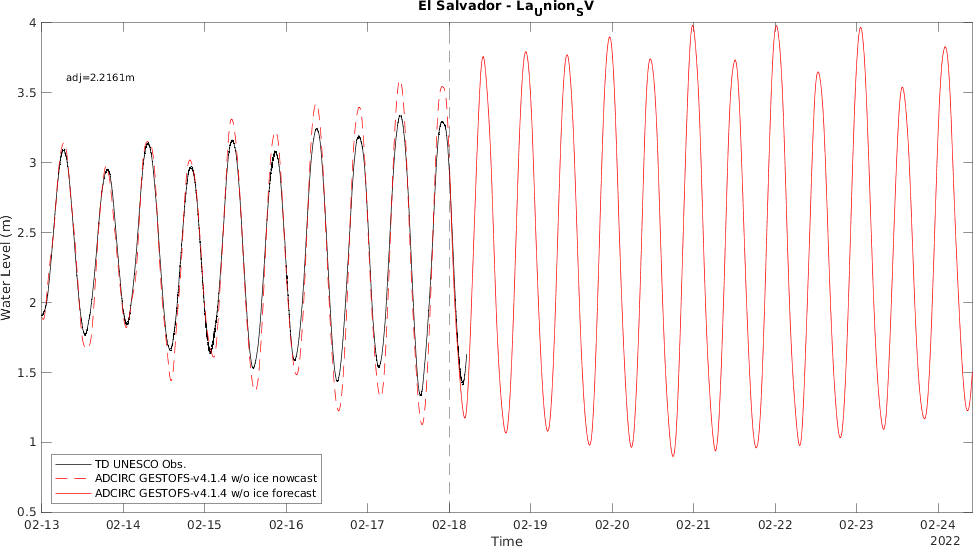 El Salvador - LaUnionSV
adj=2.2161m
4
3.5
3
2.5
2
1.5
1
0.5
Water Level (m)
TD UNESCO Obs.
ADCIRC GESTOFS-v4.1.4 w/o ice nowcast
ADCIRC GESTOFS-v4.1.4 w/o ice forecast
02-13 02-14 02-15 02-16 02-17 02-18 02-19 02-20 02-21 02-22 02-23 02-24
Time
2022